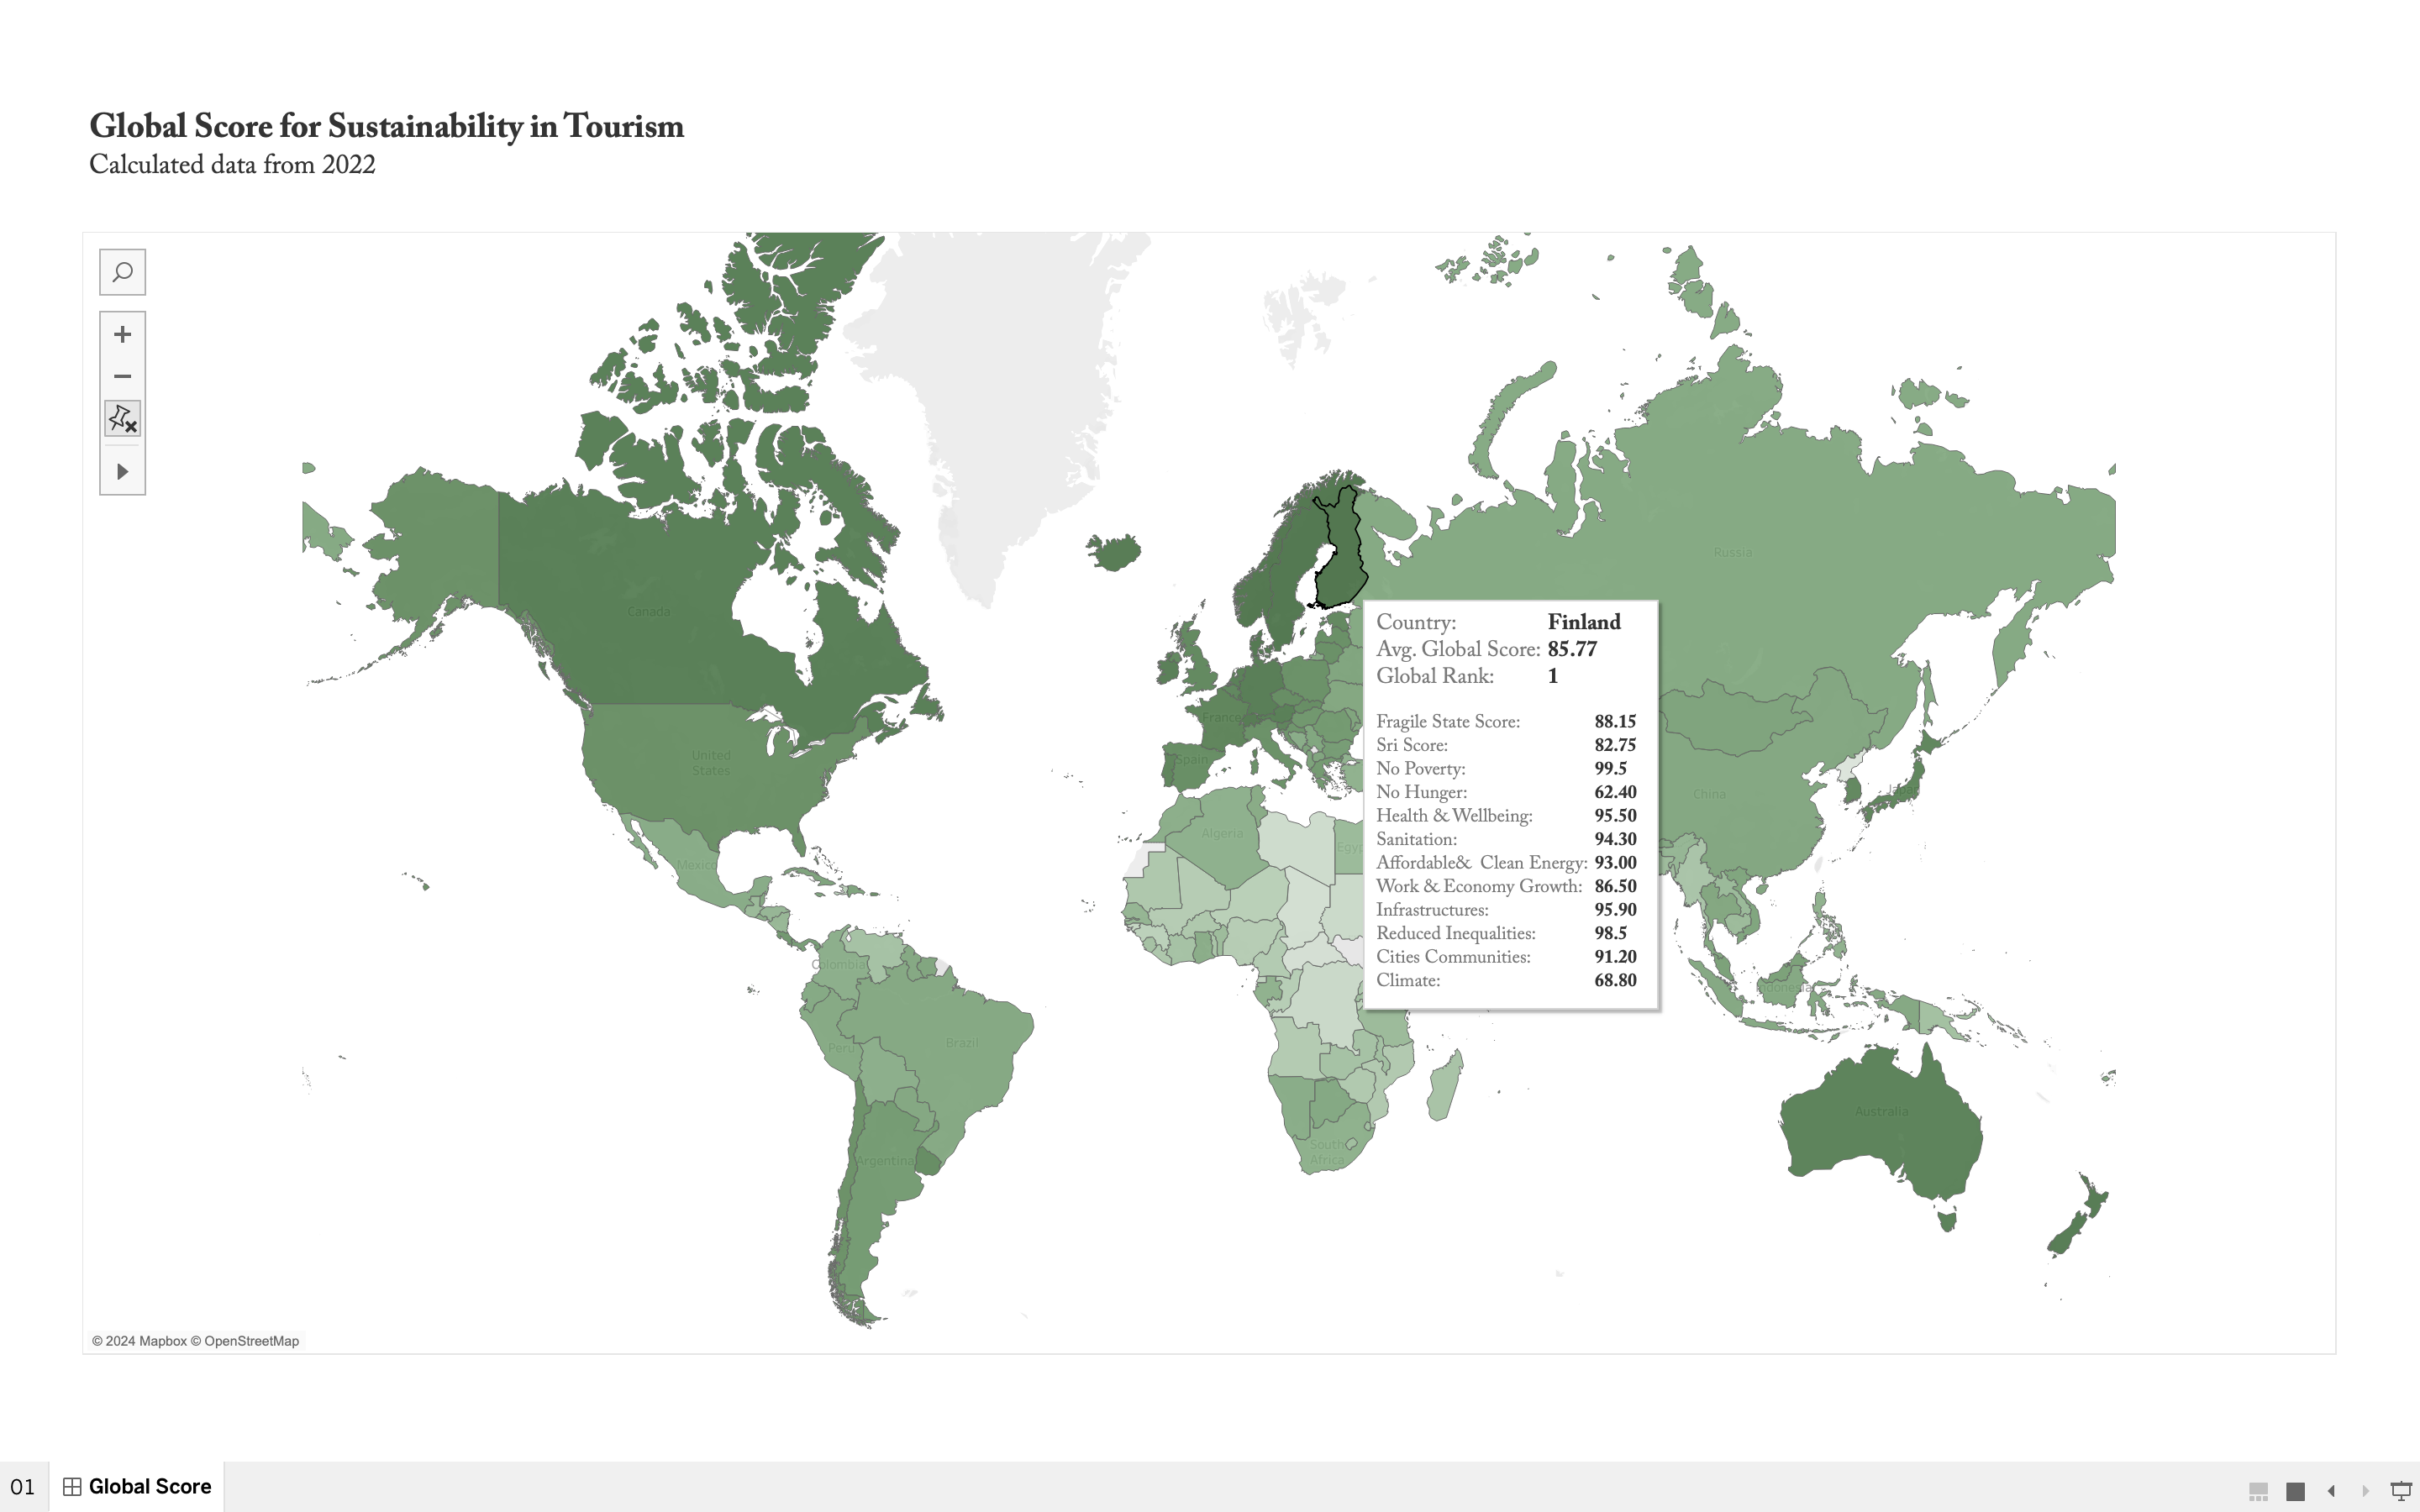 Global Score for Sustainability in Tourism
Calculated data from 2022
Russia
Canada
Country: Finland
Avg. Global Score: 85.77
Global Rank: 1
Fragile State Score: 88.15
Sri Score: 82.75
No Poverty: 99.5
No Hunger: 62.40
Health & Wellbeing: 95.50
Sanitation: 94.30
Affordable& Clean Energy: 93.00
Work & Economy Growth: 86.50
Infrastructures: 95.90
Reduced Inequalities: 98.5
Cities Communities: 91.20
Climate: 68.80
France
United
States
Spain
China
Algeria
Mexico
Colombia
Indonesia
Peru
Brazil
Australia
South
Africa
Argentina
© 2024 Mapbox © OpenStreetMap
01 Global Score